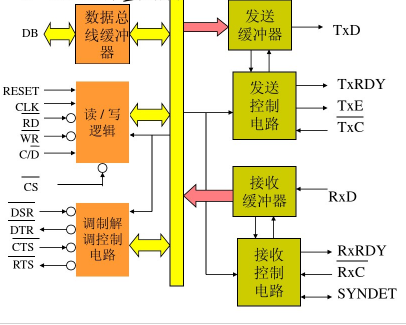 DB
数据总
线缓冲
器
发送
缓冲器
TxD
RESET
CLK
RD
WR
C/D
CS
读 / 写
逻辑
发送
控制
电路
TxRDY
TxE
TxC
接收
缓冲器
RxD
DSR
DTR
CTS
RTS
调制解
调控制
电路
接收
控制
电路
RxRDY
RxC
SYNDET